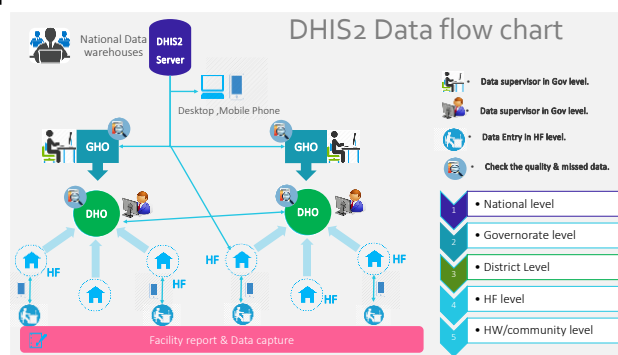 DHIS2 Data flow chart
National Data
warehouses
DHIS2
Server
Desktop ,Mobile Phone
GHO
GHO
DHO
DHO
HF
HF
HF
HF
HF
HF
Facility report & Data capture
• Data supervisor in Gov level.
• Data supervisor in Gov level.
• Data Entry in HF level.
• Check the quality & missed data.
1 • National level
2 • Governorate level
3 • District Level
4 • HF level
5 • HW/community level